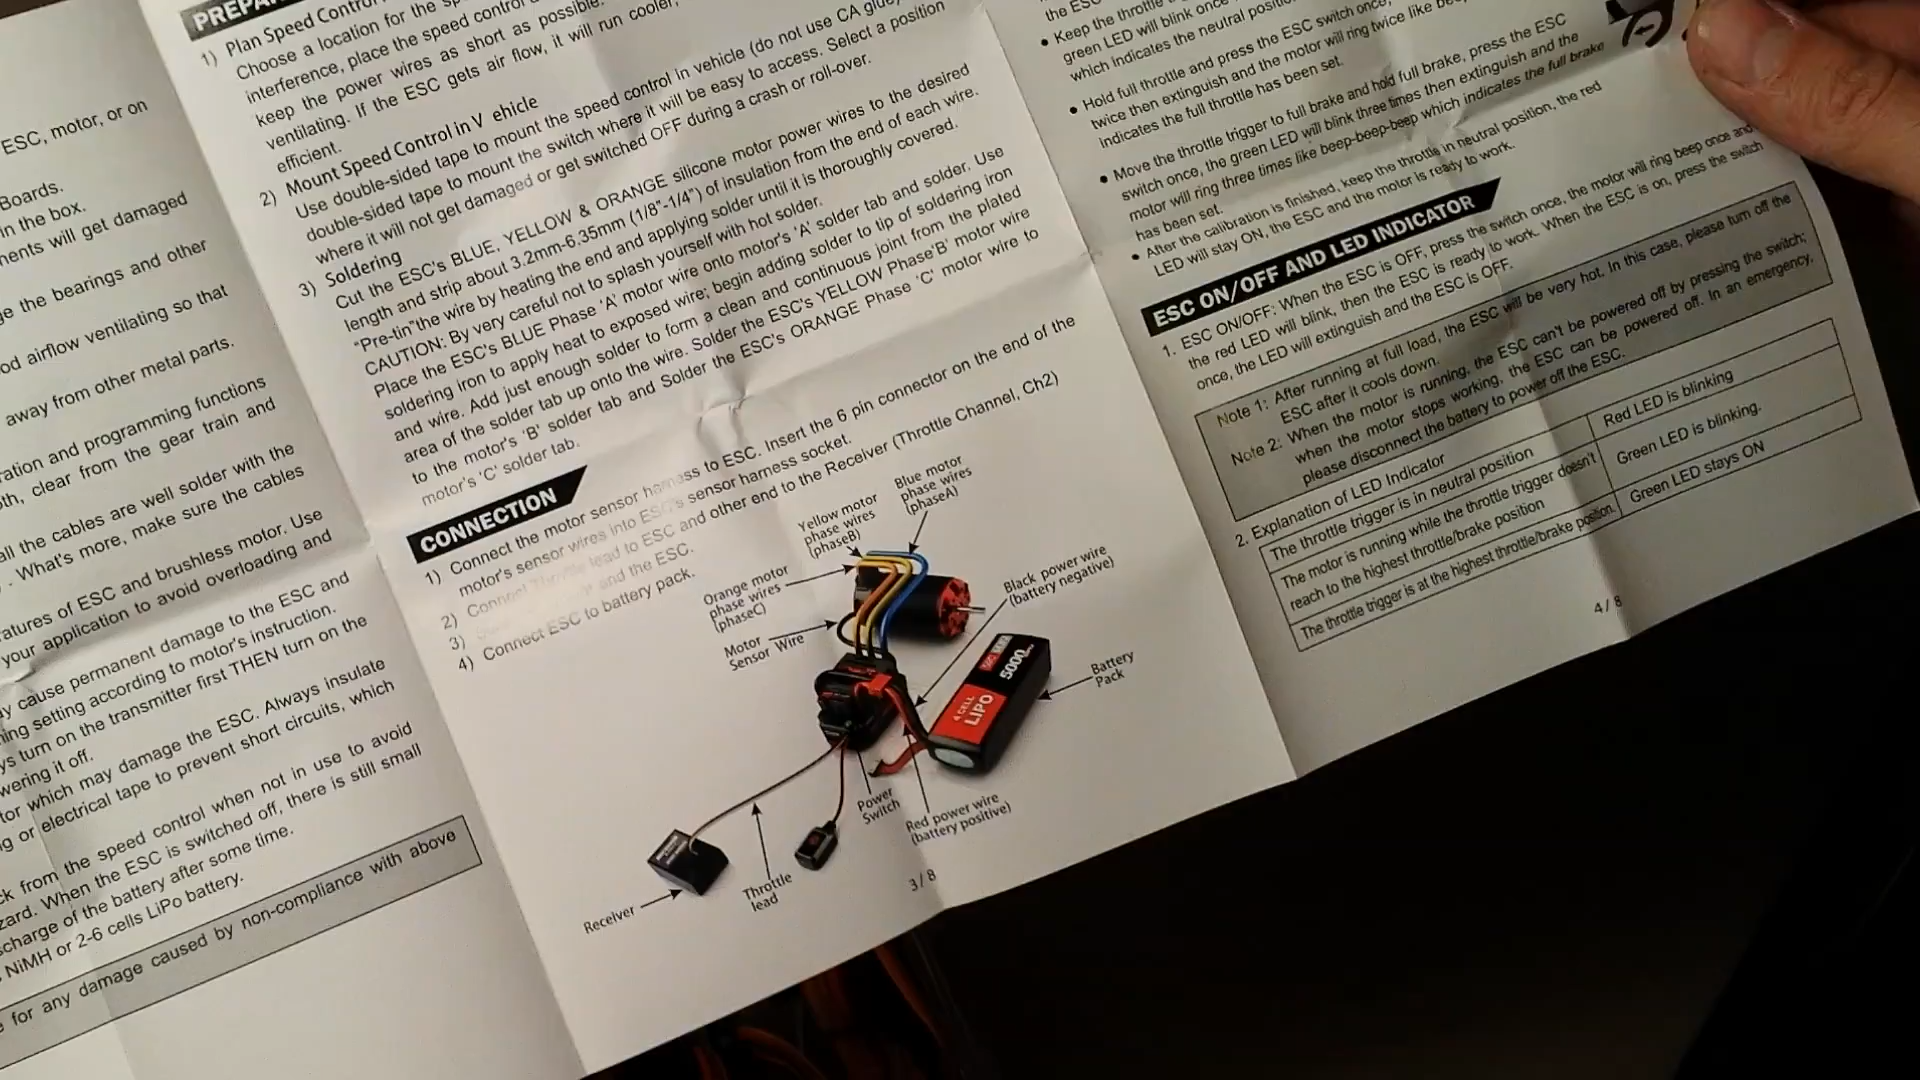 ESC, motor, or on
Boards.
in the box.
nents will get damaged
ge the bearings and other
od airflow ventilating so that
away from other metal parts.
ration and programming functions
th, clear from the gear train and
all the cables are well solder with the
. What's more, make sure the cables
atures of ESC and brushless motor. Use
your application to avoid overloading and
y cause permanent damage to the ESC and
ning setting according to motor's instruction.
ys turn on the transmitter first THEN turn on the
wering it off.
tor which may damage the ESC. Always insulate
ng or electrical tape to prevent short circuits, which
ck from the speed control when not in use to avoid
zard. When the ESC is switched off, there is still small
scharge of the battery after some time.
NiMH or 2-6 cells LiPo battery.
e for any damage caused by non-compliance with above
1) Plan Speed Control
Choose a location for the
interference, place the speed control
keep the power wires as short as possible.
ventilating. If the ESC gets air flow, it will run cooler,
efficient.
2) Mount Speed Control in V ehicle
Use double-sided tape to mount the speed control in vehicle (do not use CA glue
double-sided tape to mount the switch where it will be easy to access. Select a position
where it will not get damaged or get switched OFF during a crash or roll-over.
3) Soldering
Cut the ESC's BLUE, YELLOW & ORANGE silicone motor power wires to the desired
length and strip about 3.2mm-6.35mm (1/8"-1/4") of insulation from the end of each wire.
"Pre-tin"the wire by heating the end and applying solder until it is thoroughly covered.
CAUTION: By very careful not to splash yourself with hot solder.
Place the ESC's BLUE Phase 'A' motor wire onto motor's 'A' solder tab and solder. Use
soldering iron to apply heat to exposed wire; begin adding solder to tip of soldering iron
and wire. Add just enough solder to form a clean and continuous joint from the plated
area of the solder tab up onto the wire. Solder the ESC's YELLOW Phase'B' motor wire
to the motor's 'B' solder tab and Solder the ESC's ORANGE Phase 'C' motor wire to
motor's 'C' solder tab.
CONNECTION
1) Connect the motor sensor harness to ESC. Insert the 6 pin connector on the end of the
motor's sensor wires into ESC's sensor harness socket.
2) Connect Throttle lead to ESC and other end to the Receiver (Throttle Channel, Ch2)
3) and the ESC.
4) Connect ESC to battery pack.
Blue motor
phase wires
(phaseA)
Yellow motor
phase wires
(phaseB)
Orange motor
phase wires
(phaseC)
Motor
Sensor Wire
Black power wire
(battery negative)
4 CELL
LIPO
5000
Battery
Pack
Power
Switch
Red power wire
(battery positive)
Throttle
lead
Receiver
3 / 8
the ESC
Keep the throttle
green LED will blink once
which indicates the neutral position
Hold full throttle and press the ESC switch once,
twice then extinguish and the motor will ring twice like
indicates the full throttle has been set.
Move the throttle trigger to full brake and hold full brake, press the ESC
switch once, the green LED will blink three times then extinguish and the
motor will ring three times like beep-beep-beep which indicates the full brake
has been set.
After the calibration is finished, keep the throttle in neutral position, the red
LED will stay ON, the ESC and the motor is ready to work.
ESC ON/OFF AND LED INDICATOR
1. ESC ON/OFF: When the ESC is OFF, press the switch once, the motor will ring beep once and
the red LED will blink, then the ESC is ready to work. When the ESC is on, press the switch
once, the LED will extinguish and the ESC is OFF.
Note 1: After running at full load, the ESC will be very hot. In this case, please turn off the
ESC after it cools down.
Note 2: When the motor is running, the ESC can't be powered off by pressing the switch;
when the motor stops working, the ESC can be powered off. In an emergency,
please disconnect the battery to power off the ESC.
2. Explanation of LED Indicator
The throttle trigger is in neutral position Red LED is blinking
The motor is running while the throttle trigger doesn't
reach to the highest throttle/brake position Green LED is blinking.
The throttle trigger is at the highest throttle/brake position. Green LED stays ON
4 / 8